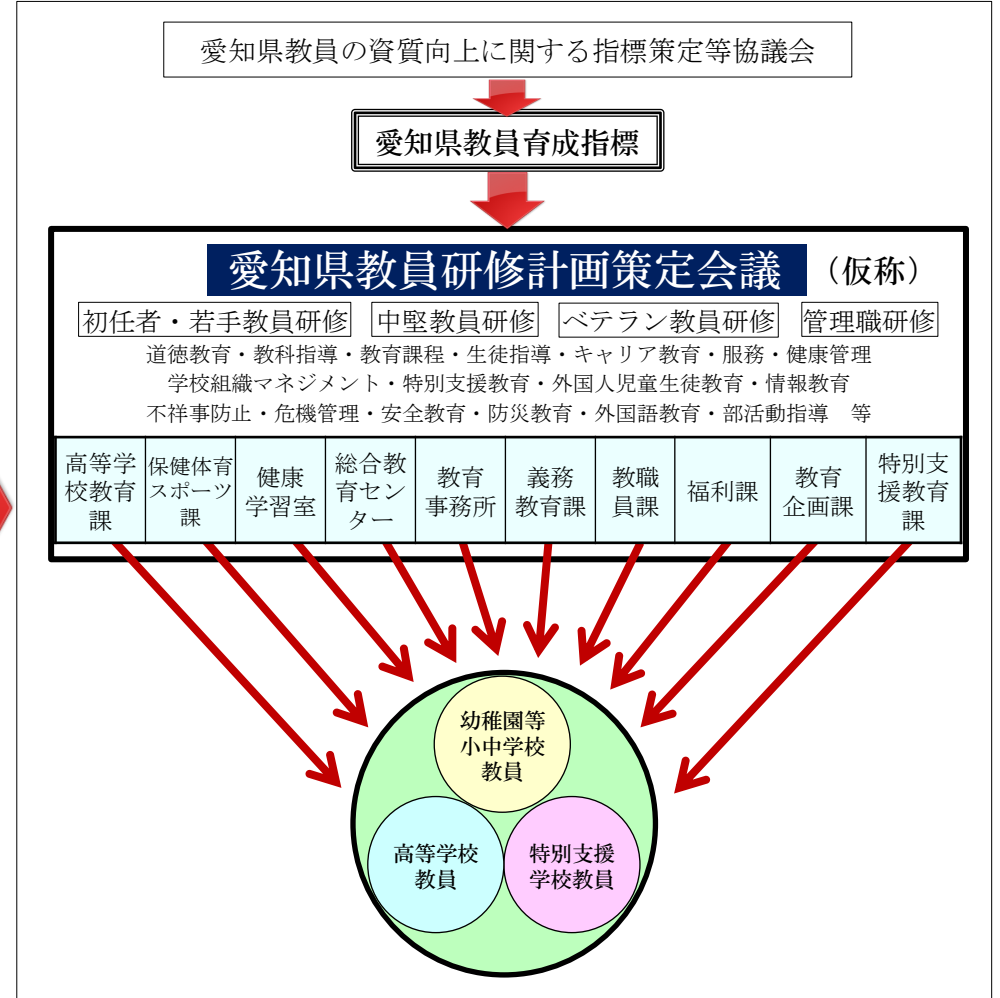 愛知県教員の資質向上に関する指標策定等協議会
愛知県教員育成指標
愛知県教員研修計画策定会議 （仮称）
初任者・若手教員研修 中堅教員研修 ベテラン教員研修 管理職研修
道徳教育・教科指導・教育課程・生徒指導・キャリア教育・服務・健康管理
学校組織マネジメント・特別支援教育・外国人児童生徒教育・情報教育
不祥事防止・危機管理・安全教育・防災教育・外国語教育・部活動指導　等
高等学
校教育
課
保健体育
スポーツ
課
健康
学習室
総合教
育セン
ター
教育
事務所
義務
教育課
教職
員課
福利課
教育
企画課
特別支
援教育
課
幼稚園等
小中学校
教員
高等学校
教員
特別支援
学校教員